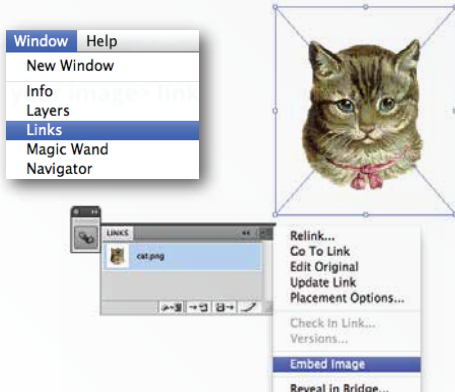 Window Help
New Window
Info
Layers
Links
Magic Wand
Navigator
LINKS
cat.png
Relink...
Go To Link
Edit Original
Update Link
Placement Options...
Check In Link...
Versions...
Embed Image
Reveal in Bridge...